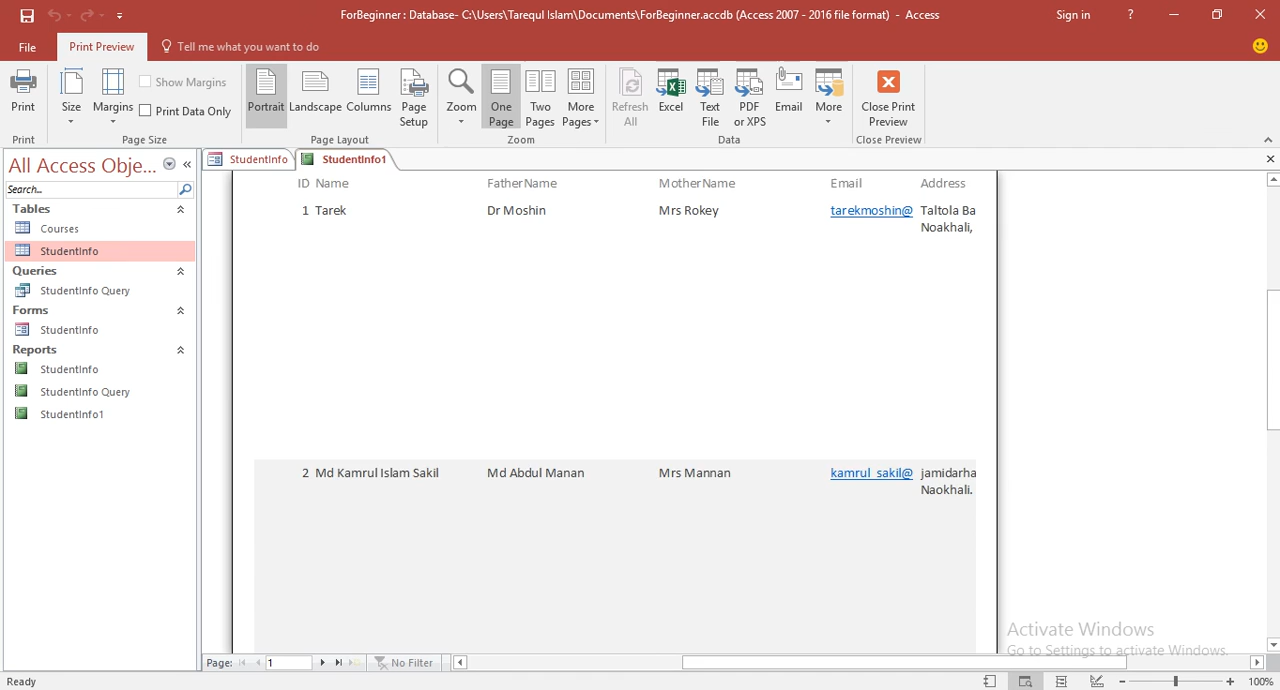 ForBeginner : Database- C:\Users\Tarequl Islam\Documents\ForBeginner.accdb (Access 2007 - 2016 file format) - Access
Sign in
?
File
Print Preview
Tell me what you want to do
Print
Size
Margins
Show Margins
Print Data Only
Portrait
Landscape
Columns
Page Setup
Zoom
One Page
Two Pages
More Pages
Refresh All
Excel
Text File
PDF or XPS
Email
More
Close Print Preview
Print
Page Size
Page Layout
Zoom
Data
Close Preview
All Access Obje...
Search...
Tables
Courses
StudentInfo
Queries
StudentInfo Query
Forms
StudentInfo
Reports
StudentInfo
StudentInfo Query
StudentInfo1
StudentInfo
StudentInfo1
ID Name FatherName MotherName Email Address
1 Tarek Dr Moshin Mrs Rokey tarekmoshin@ Taltola Ba
Noakhali,
2 Md Kamrul Islam Sakil Md Abdul Manan Mrs Mannan kamrul_sakil@ jamidarha
Naokhali.
Activate Windows
Go to Settings to activate Windows.
Page: 1 No Filter
Ready
100%